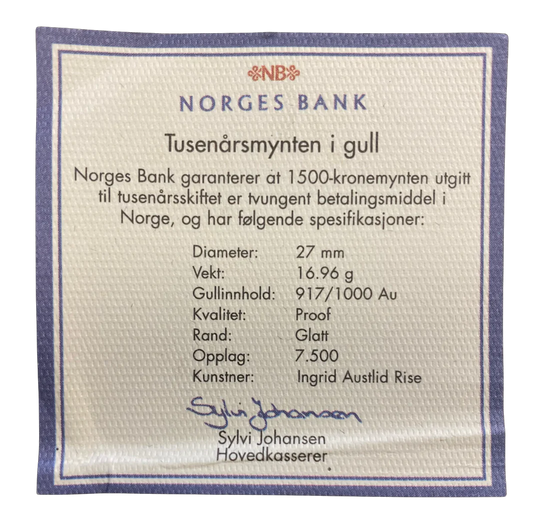 NB
NORGES BANK
Tusenårsmynten i gull
Norges Bank garanterer at 1500-kronemynten utgitt
til tusenårsskiftet er tvungent betalingsmiddel i
Norge, og har følgende spesifikasjoner:
Diameter: 27 mm
Vekt: 16.96 g
Gullinnhold: 917/1000 Au
Kvalitet: Proof
Rand: Glatt
Opplag: 7.500
Kunstner: Ingrid Austlid Rise
Sylvi Johansen
Sylvi Johansen
Hovedkasserer